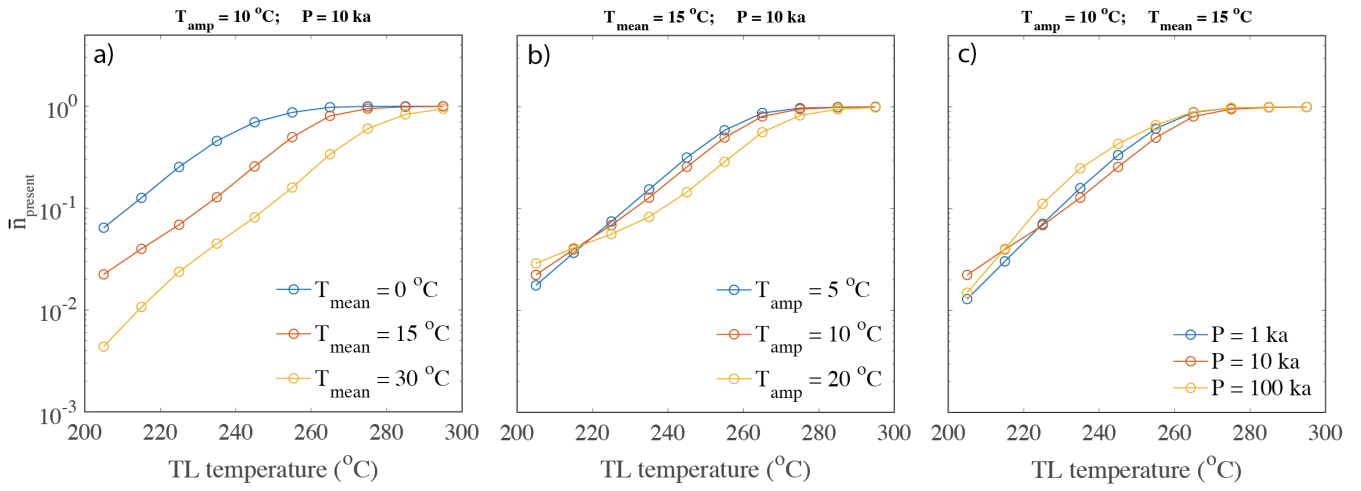 T_amp = 10 °C; P = 10 ka
a)
10^0
10^-1
10^-2
10^-3
n̄_present
T_mean = 0 °C
T_mean = 15 °C
T_mean = 30 °C
200 220 240 260 280 300
TL temperature (°C)
T_mean = 15 °C P = 10 ka
b)
T_amp = 5 °C
T_amp = 10 °C
T_amp = 20 °C
200 220 240 260 280 300
TL temperature (°C)
T_amp = 10 °C; T_mean = 15 °C
c)
P = 1 ka
P = 10 ka
P = 100 ka
200 220 240 260 280 300
TL temperature (°C)